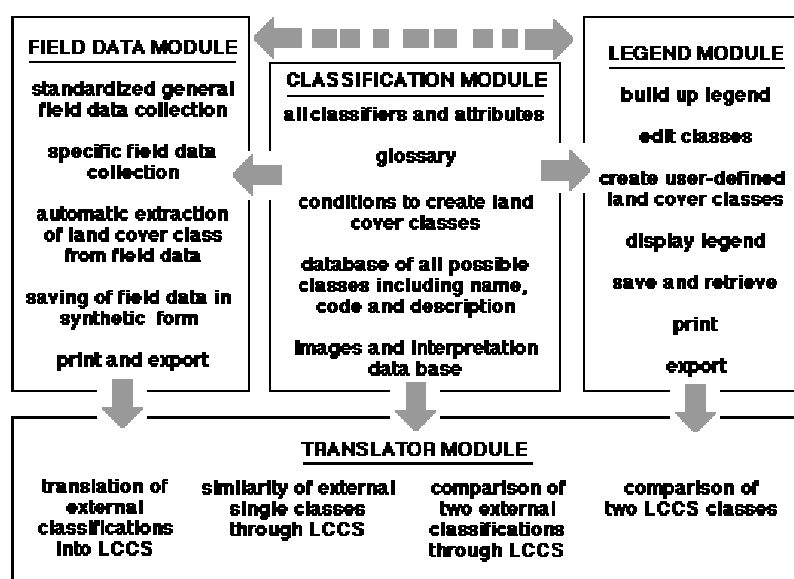 FIELD DATA MODULE
standardized general
field data collection
specific field data
collection
automatic extraction
of land cover class
from field data
saving of field data in
synthetic form
print and export
CLASSIFICATION MODULE
all classifiers and attributes
glossary
conditions to create land
cover classes
database of all possible
classes including name,
code and description
images and interpretation
data base
LEGEND MODULE
build up legend
edit classes
create user-defined
land cover classes
display legend
save and retrieve
print
export
TRANSLATOR MODULE
translation of
external
classifications
into LCCS
similarity of external
single classes
through LCCS
comparison of
two external
classifications
through LCCS
comparison of
two LCCS classes